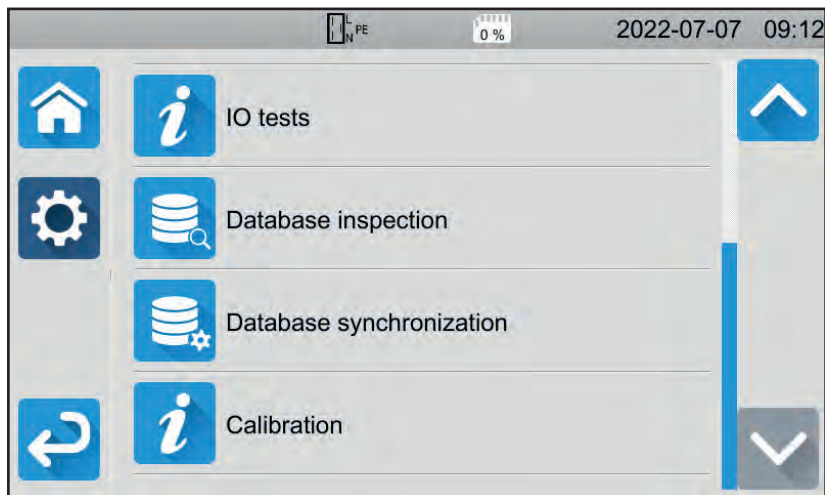 L
N PE
0 %
2022-07-07 09:12
IO tests
Database inspection
Database synchronization
Calibration